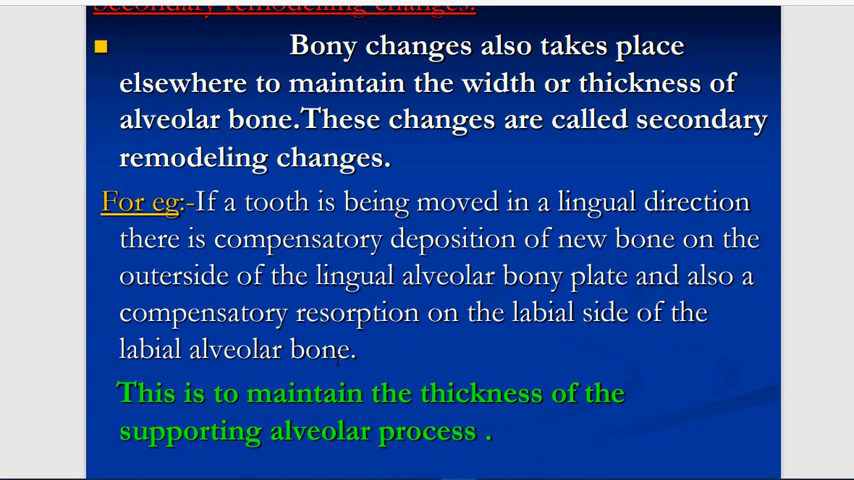 Secondary remodelling changes:
Bony changes also takes place
elsewhere to maintain the width or thickness of
alveolar bone.These changes are called secondary
remodeling changes.
For eg:-If a tooth is being moved in a lingual direction
there is compensatory deposition of new bone on the
outerside of the lingual alveolar bony plate and also a
compensatory resorption on the labial side of the
labial alveolar bone.
This is to maintain the thickness of the
supporting alveolar process .